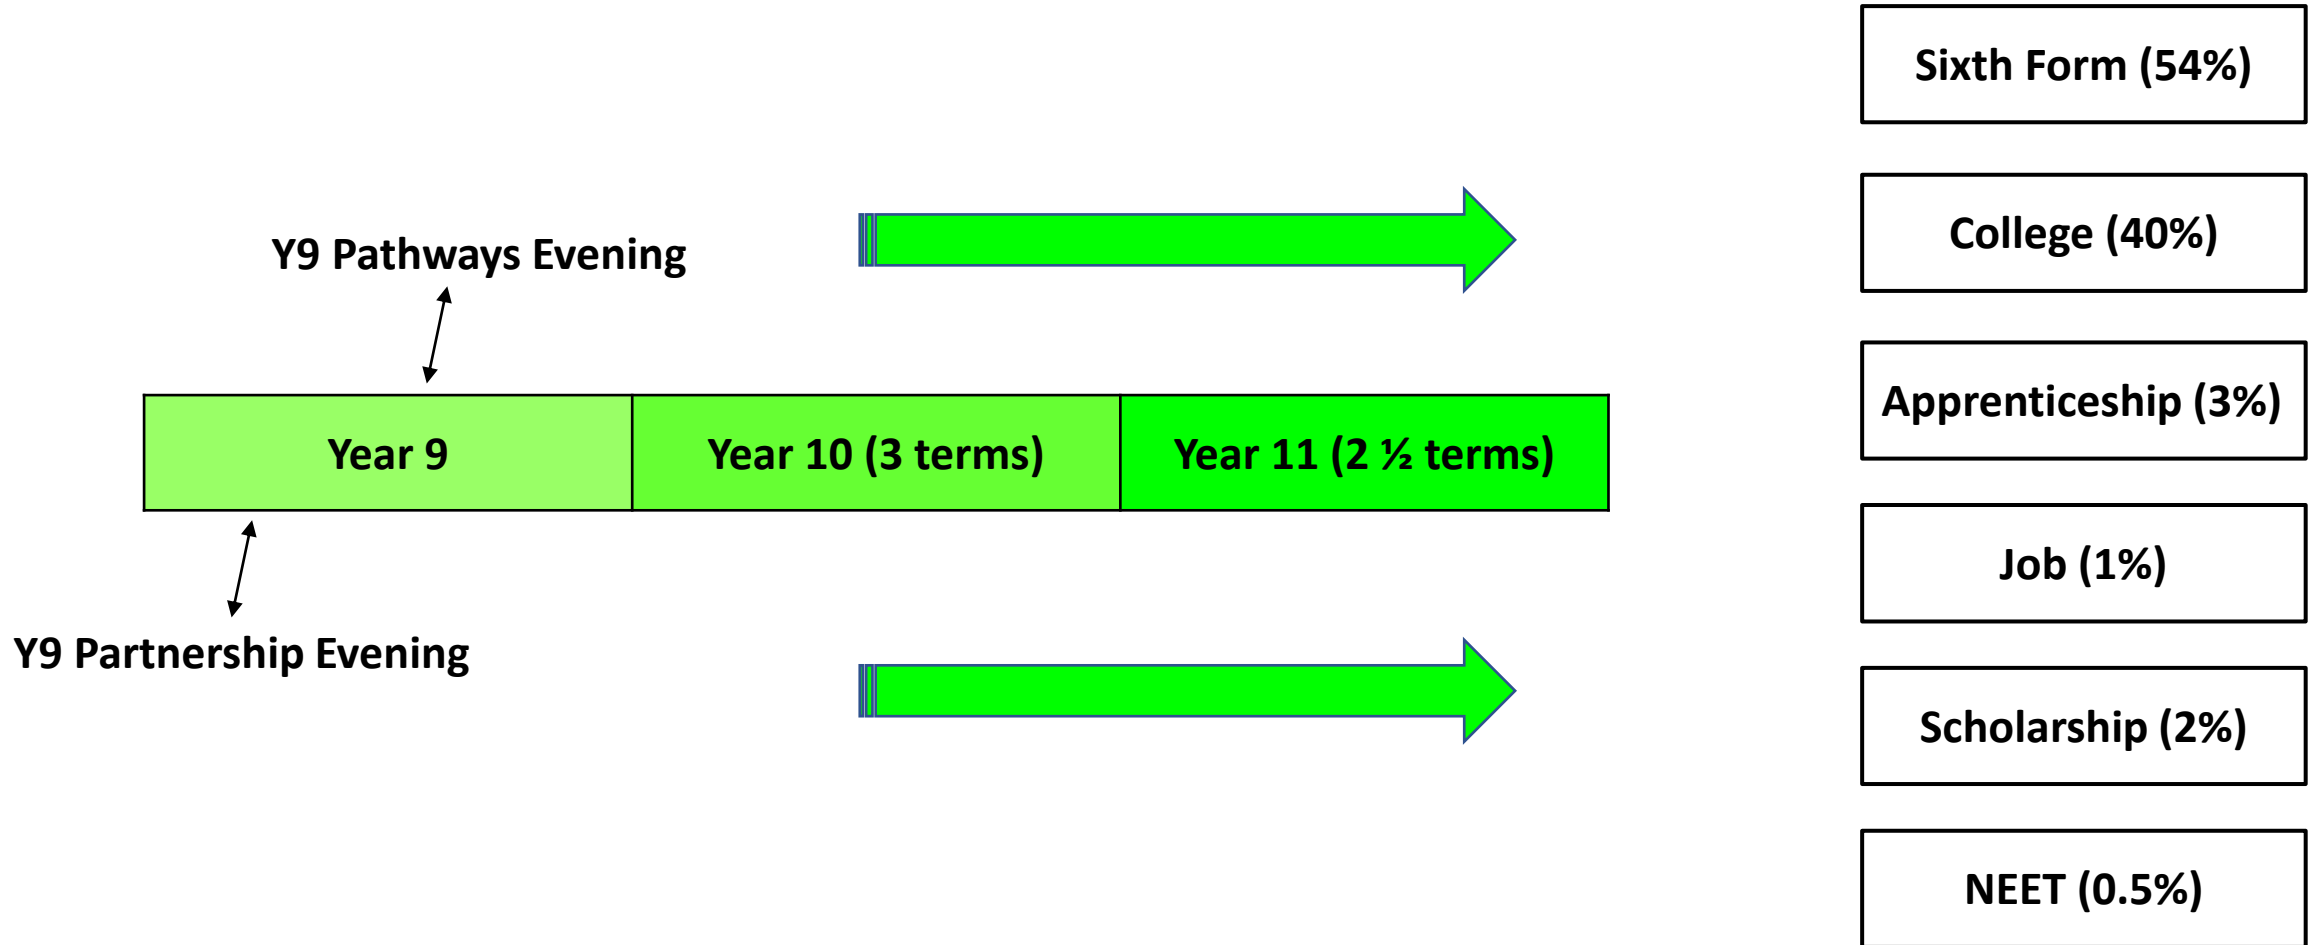 Y9 Pathways Evening
Year 9
Year 10 (3 terms)
Year 11 (2 ½ terms)
Y9 Partnership Evening
Sixth Form (54%)
College (40%)
Apprenticeship (3%)
Job (1%)
Scholarship (2%)
NEET (0.5%)